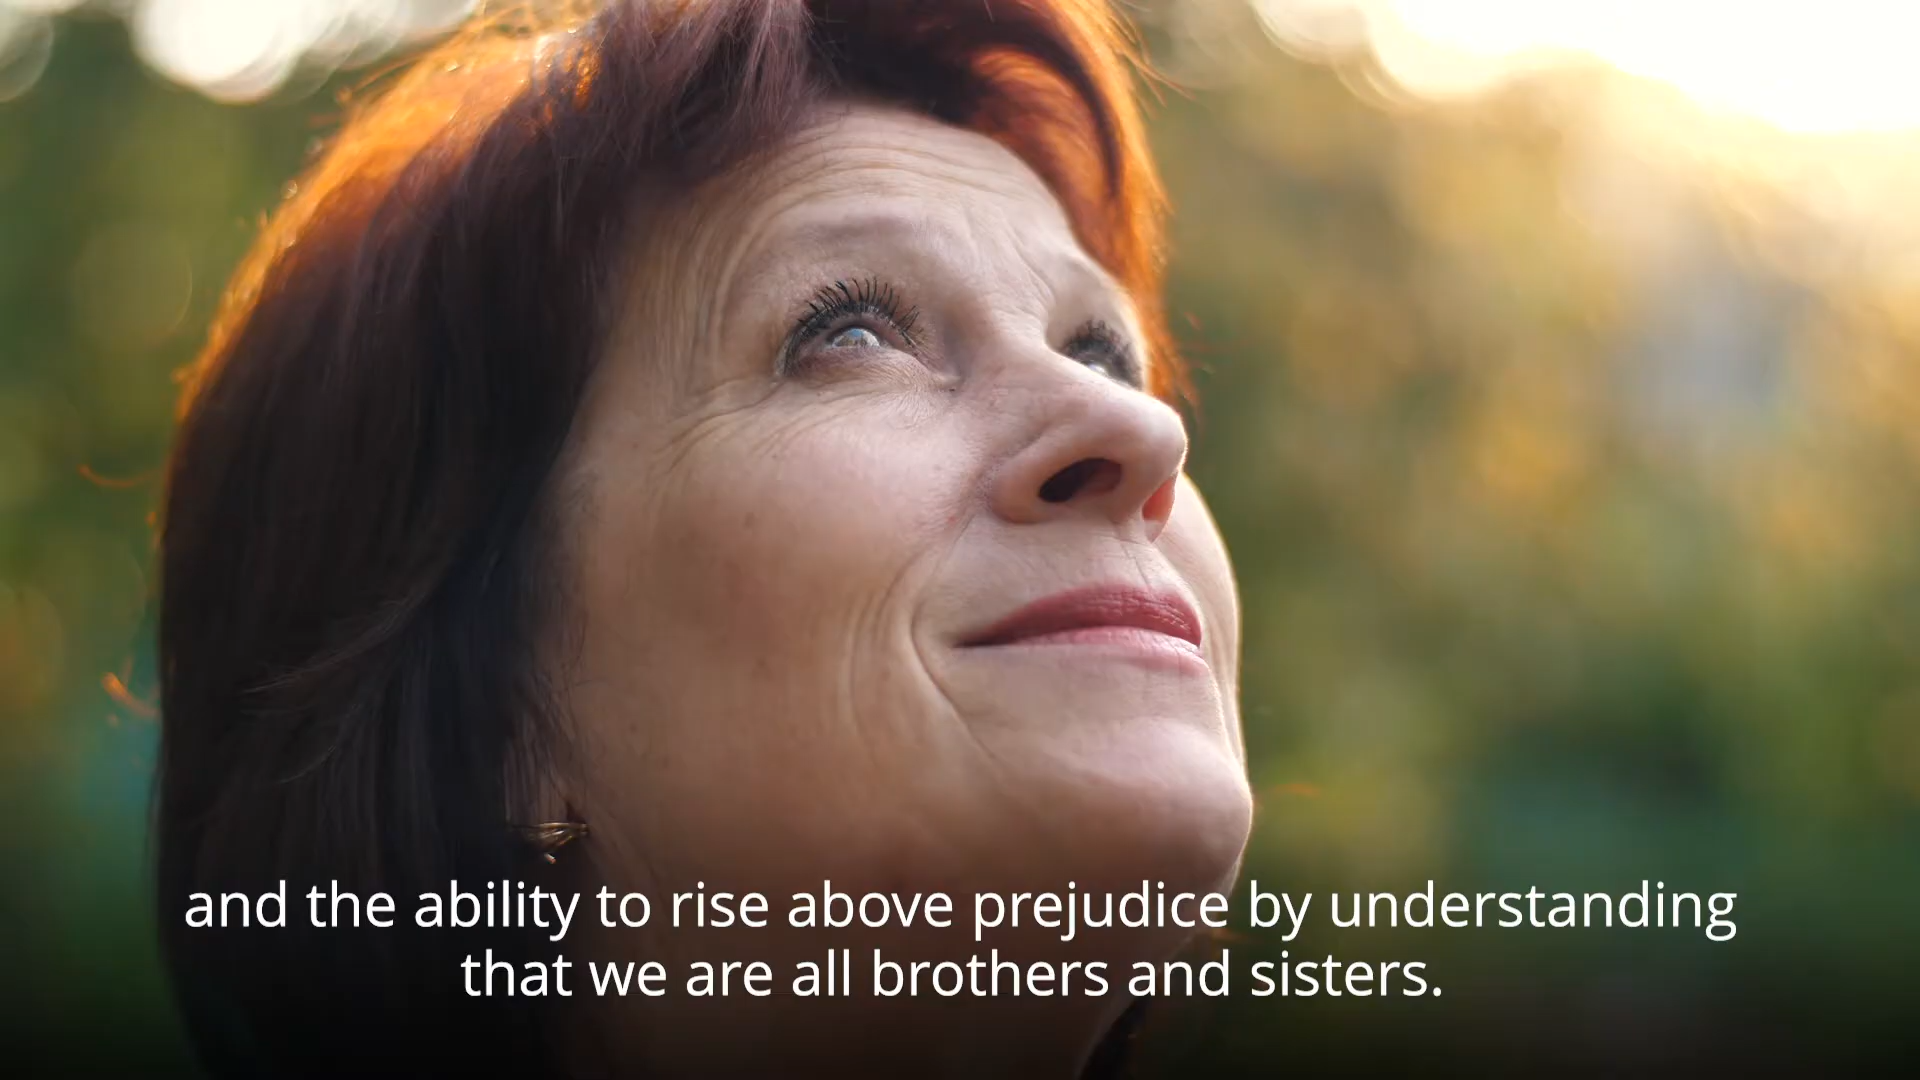 and the ability to rise above prejudice by understanding
that we are all brothers and sisters.